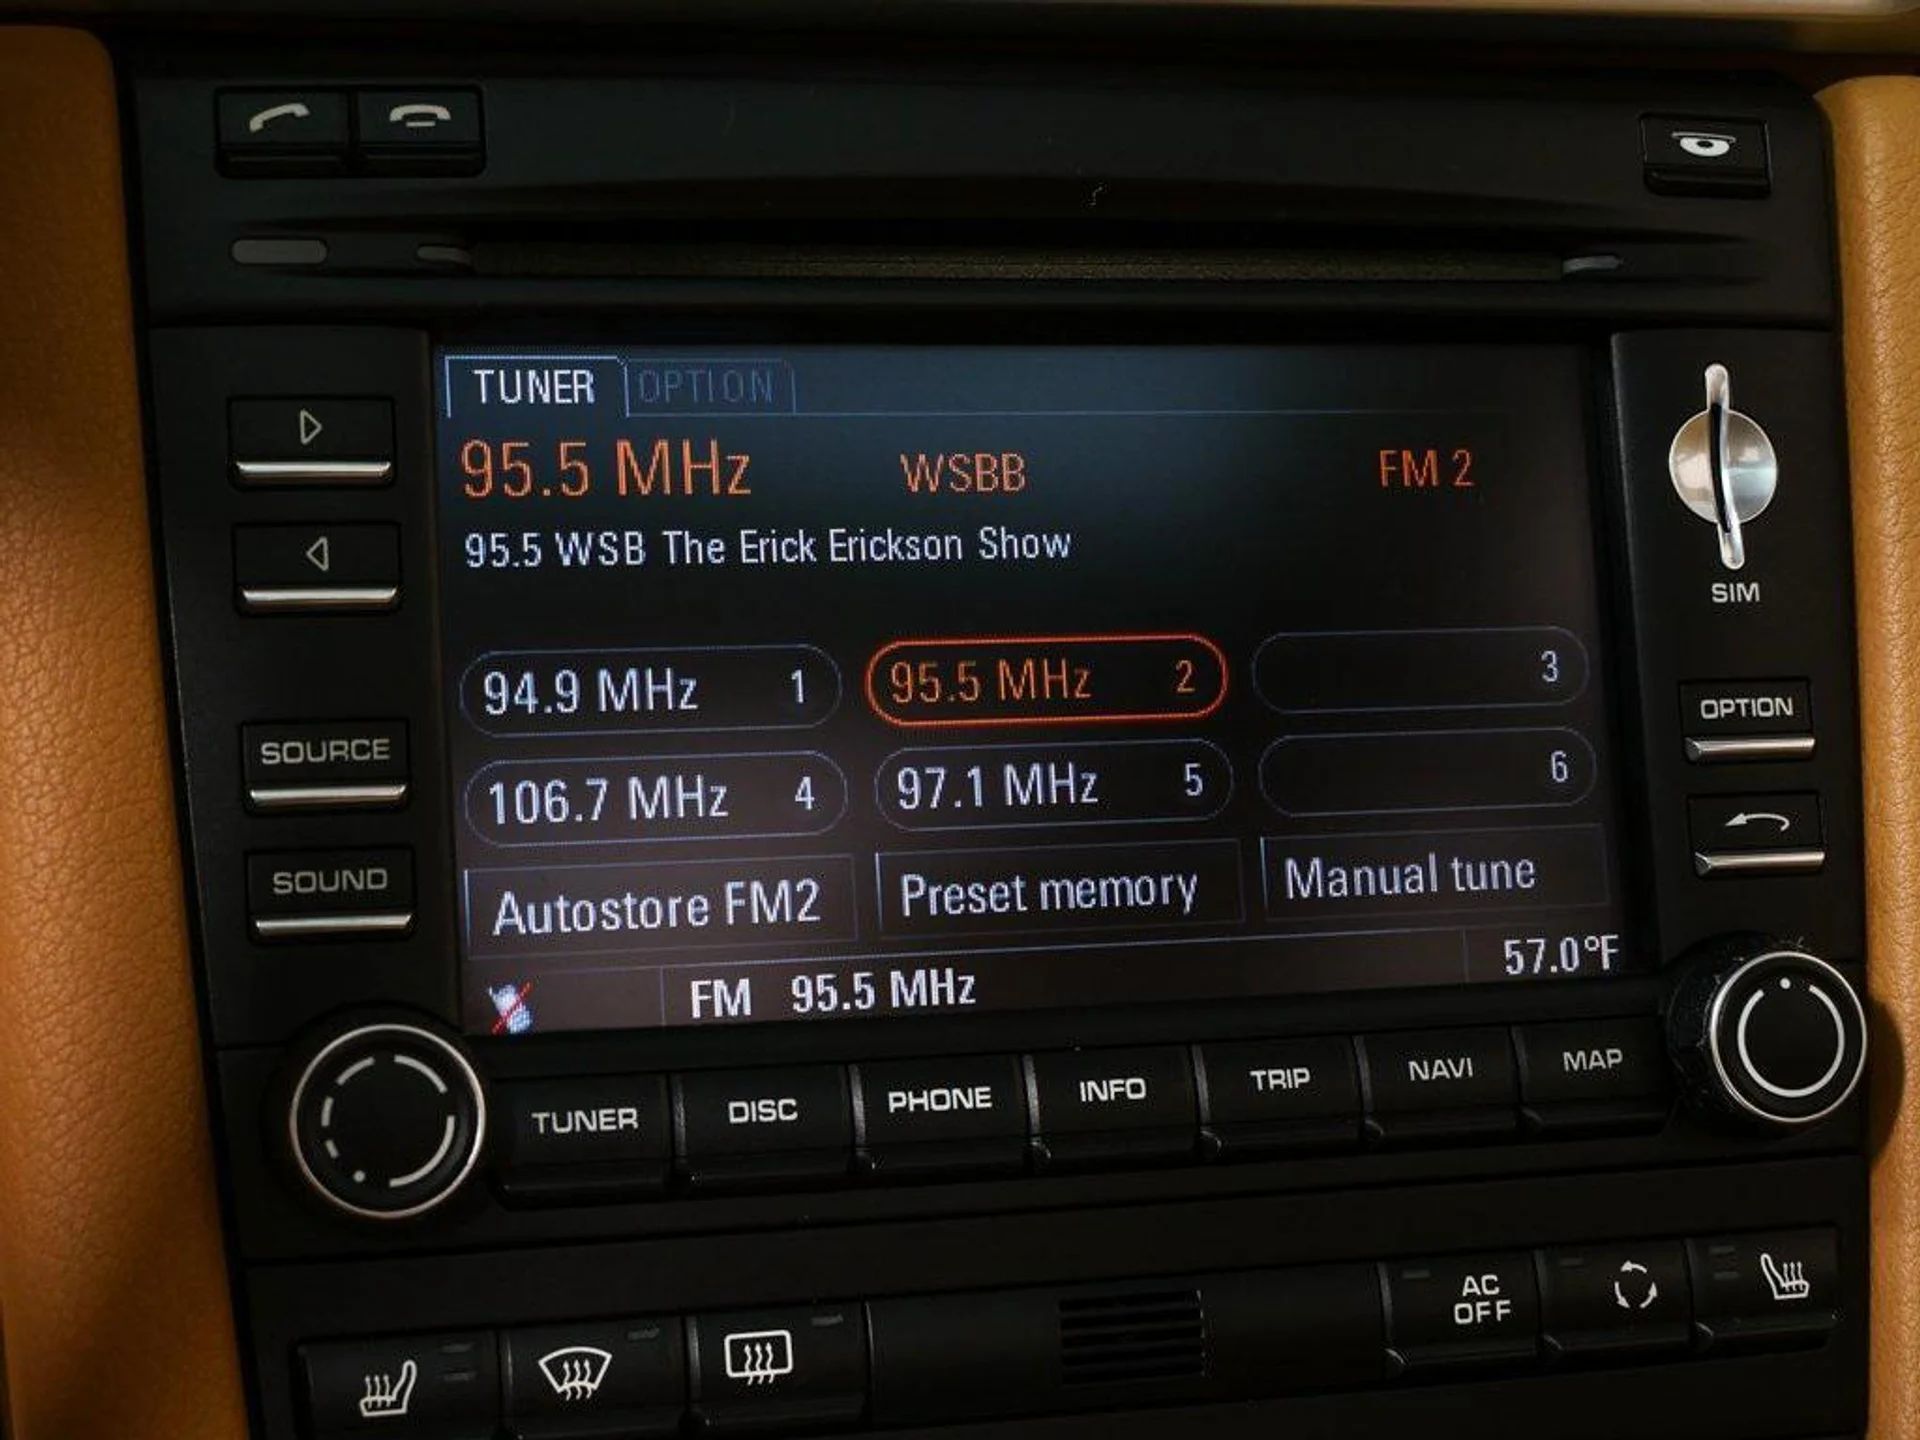 TUNER OPTION
95.5 MHz WSBB FM 2
95.5 WSB The Erick Erickson Show
SIM
94.9 MHz 1 95.5 MHz 2 3
OPTION
SOURCE
106.7 MHz 4 97.1 MHz 5 6
SOUND
Autostore FM2 Preset memory Manual tune
FM 95.5 MHz 57.0°F
TUNER DISC PHONE INFO TRIP NAVI MAP
AC
OFF